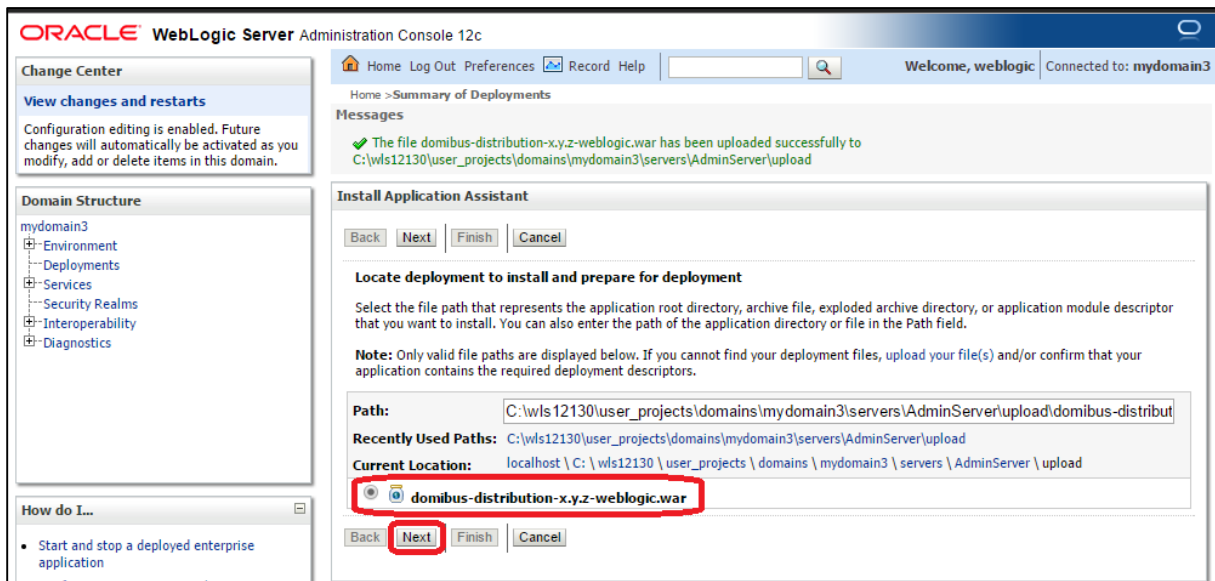 ORACLE® WebLogic Server Administration Console 12c
Change Center
View changes and restarts
Configuration editing is enabled. Future
changes will automatically be activated as you
modify, add or delete items in this domain.
Domain Structure
mydomain3
Environment
Deployments
Services
Security Realms
Interoperability
Diagnostics
How do I...
Start and stop a deployed enterprise
application
Home Log Out Preferences Record Help
Welcome, weblogic Connected to: mydomain3
Home >Summary of Deployments
Messages
The file domibus-distribution-x.y.z-weblogic.war has been uploaded successfully to
C:\wls12130\user_projects\domains\mydomain3\servers\AdminServer\upload
Install Application Assistant
Back Next Finish Cancel
Locate deployment to install and prepare for deployment
Select the file path that represents the application root directory, archive file, exploded archive directory, or application module descriptor
that you want to install. You can also enter the path of the application directory or file in the Path field.
Note: Only valid file paths are displayed below. If you cannot find your deployment files, upload your file(s) and/or confirm that your
application contains the required deployment descriptors.
Path: C:\wls12130\user_projects\domains\mydomain3\servers\AdminServer\upload\domibus-distribut
Recently Used Paths: C:\wls12130\user_projects\domains\mydomain3\servers\AdminServer\upload
Current Location: localhost \ C: \ wls12130 \ user_projects \ domains \ mydomain3 \ servers \ AdminServer \ upload
domibus-distribution-x.y.z-weblogic.war
Back Next Finish Cancel